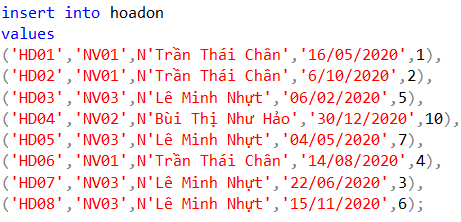 insert into hoadon
values
('HD01','NV01',N'Trần Thái Chân','16/05/2020',1),
('HD02','NV01',N'Trần Thái Chân','6/10/2020',2),
('HD03','NV03',N'Lê Minh Nhựt','06/02/2020',5),
('HD04','NV02',N'Bùi Thị Như Hảo','30/12/2020',10),
('HD05','NV03',N'Lê Minh Nhựt','04/05/2020',7),
('HD06','NV01',N'Trần Thái Chân','14/08/2020',4),
('HD07','NV03',N'Lê Minh Nhựt','22/06/2020',3),
('HD08','NV03',N'Lê Minh Nhựt','15/11/2020',6);